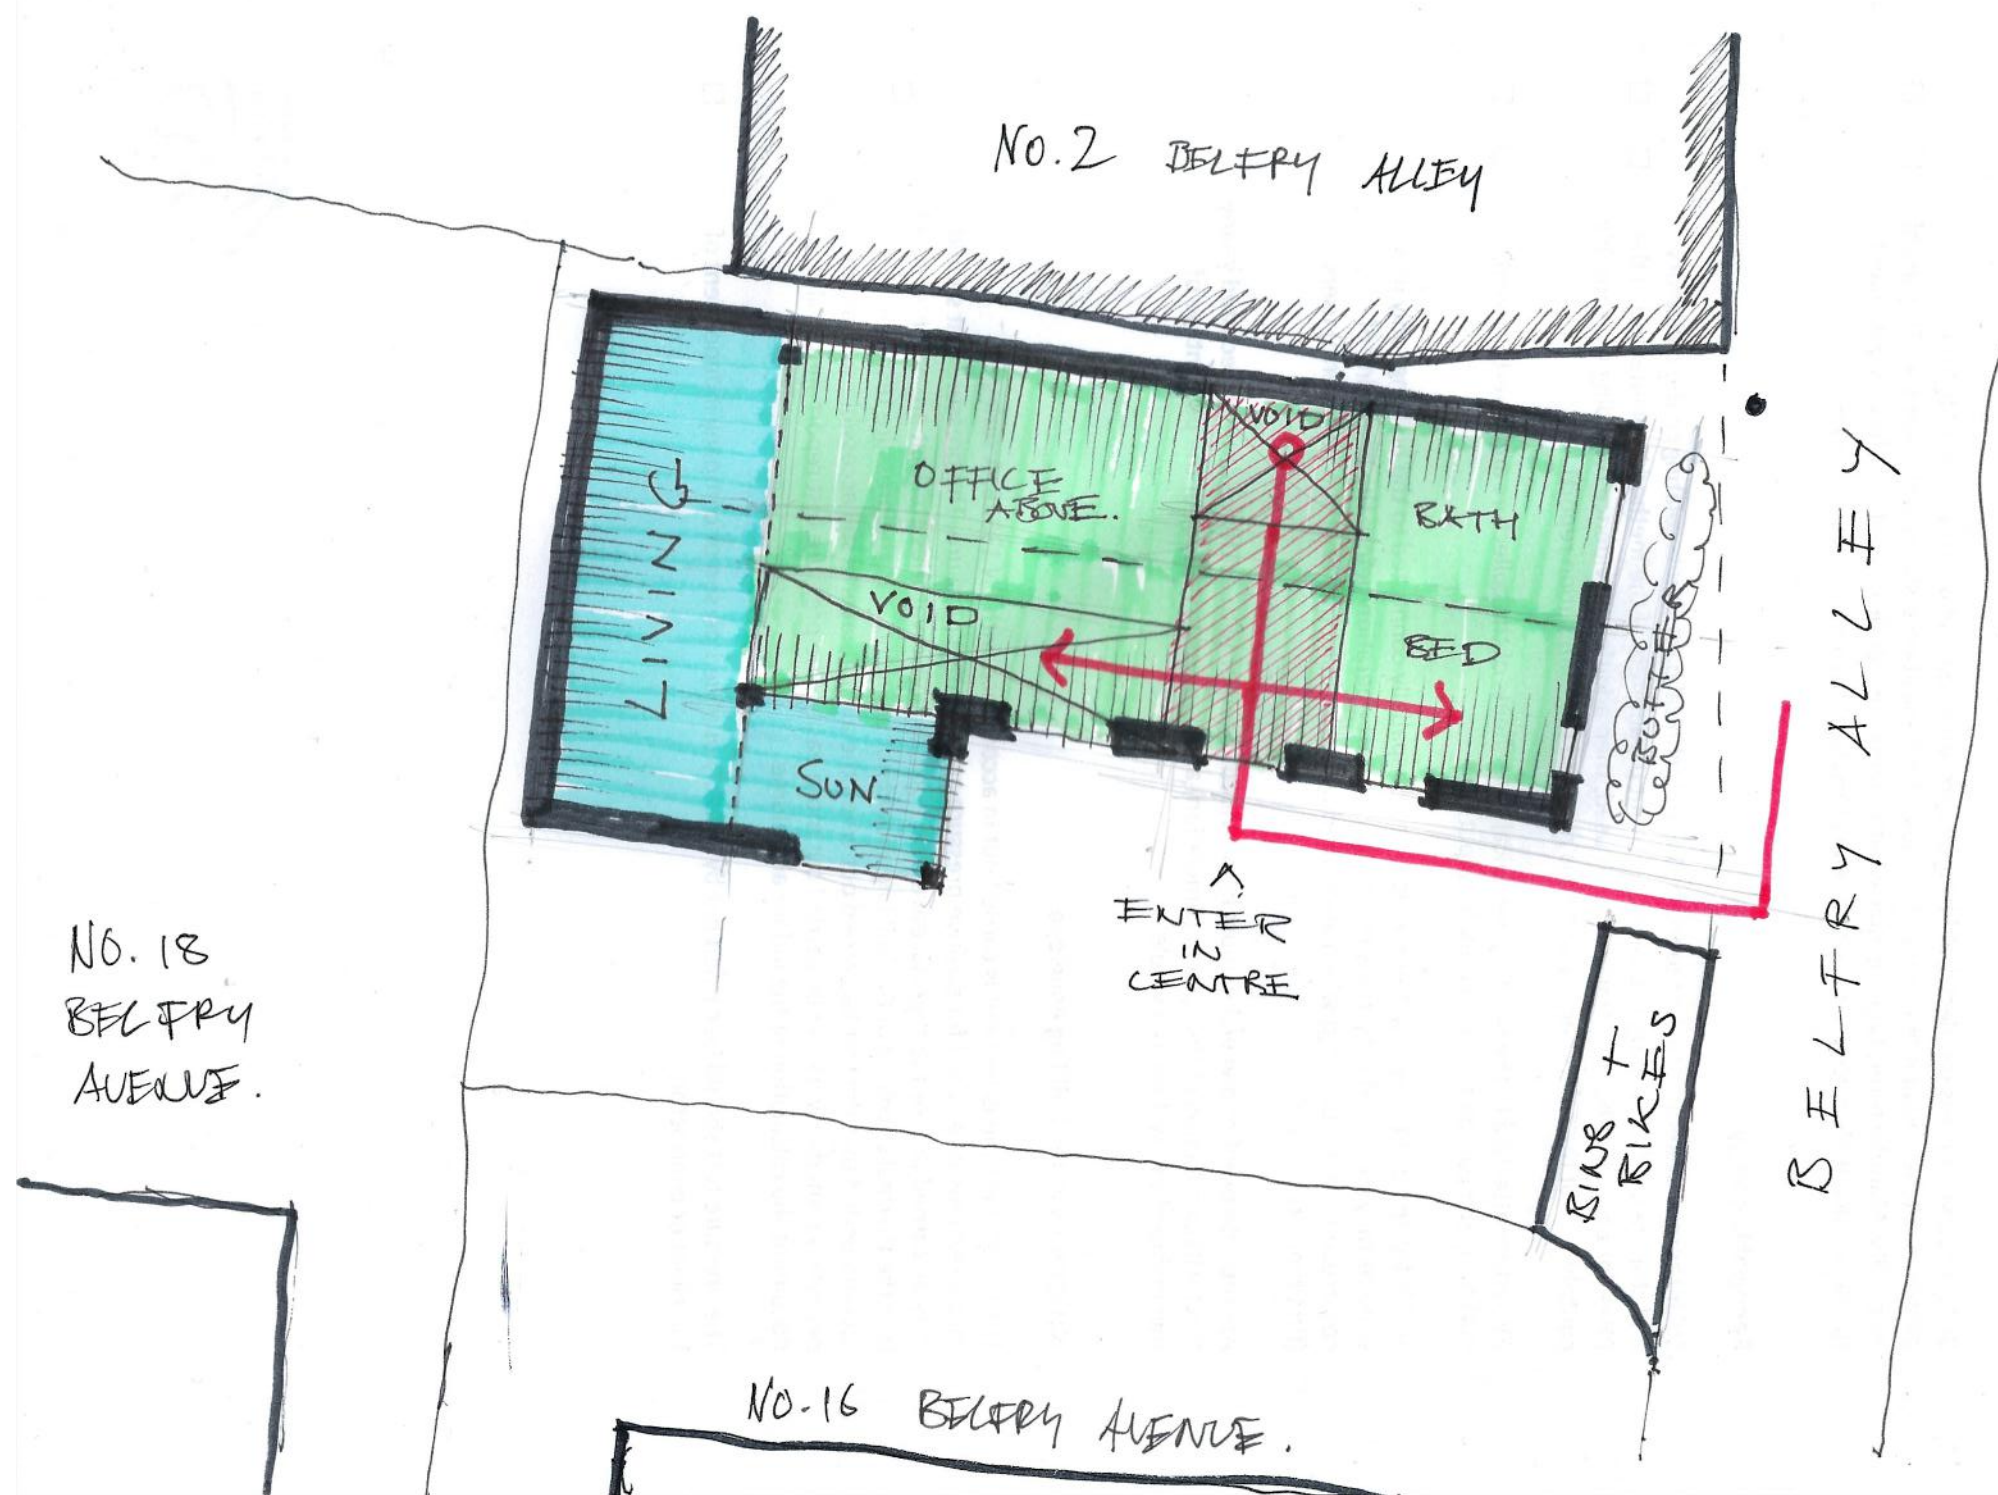 NO. 2 BELFRY ALLEY
VOID
OFFICE
ABOVE.
BATH
LIVING
VOID
BED
BUFFER
SUN
BELFRY ALLEY
ENTER
IN
CENTRE
NO. 18
BELFRY
AVENUE.
BINS +
BIKES
NO. 16 BELFRY AVENUE.